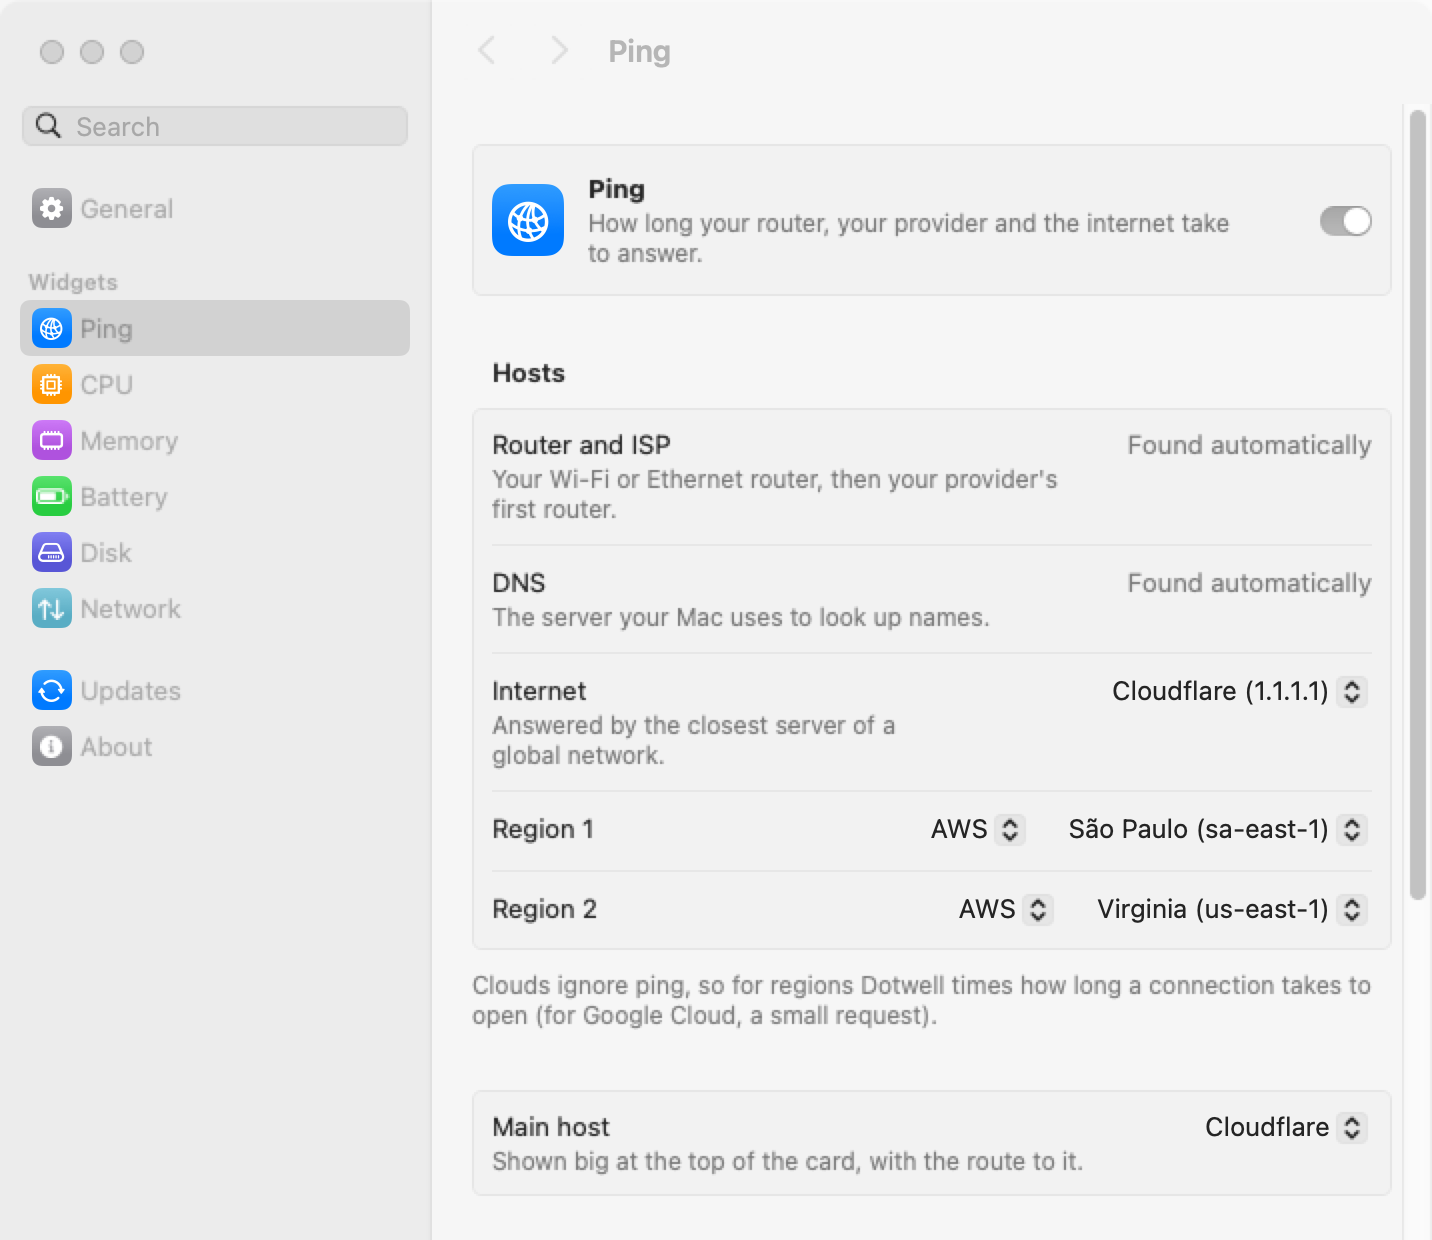 Ping
Search
General
Widgets
Ping
CPU
Memory
Battery
Disk
Network
Updates
About
Ping
How long your router, your provider and the internet take
to answer.
Hosts
Router and ISP
Found automatically
Your Wi-Fi or Ethernet router, then your provider's
first router.
DNS
Found automatically
The server your Mac uses to look up names.
Internet
Cloudflare (1.1.1.1)
Answered by the closest server of a
global network.
Region 1
AWS
São Paulo (sa-east-1)
Region 2
AWS
Virginia (us-east-1)
Clouds ignore ping, so for regions Dotwell times how long a connection takes to
open (for Google Cloud, a small request).
Main host
Cloudflare
Shown big at the top of the card, with the route to it.